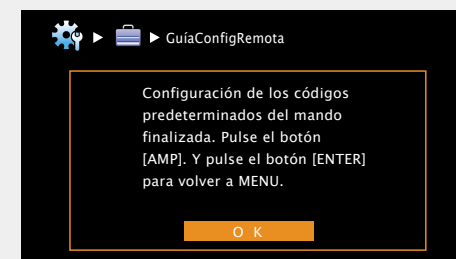 GuíaConfigRemota
Configuración de los códigos
predeterminados del mando
finalizada. Pulse el botón
[AMP]. Y pulse el botón [ENTER]
para volver a MENU.
O K